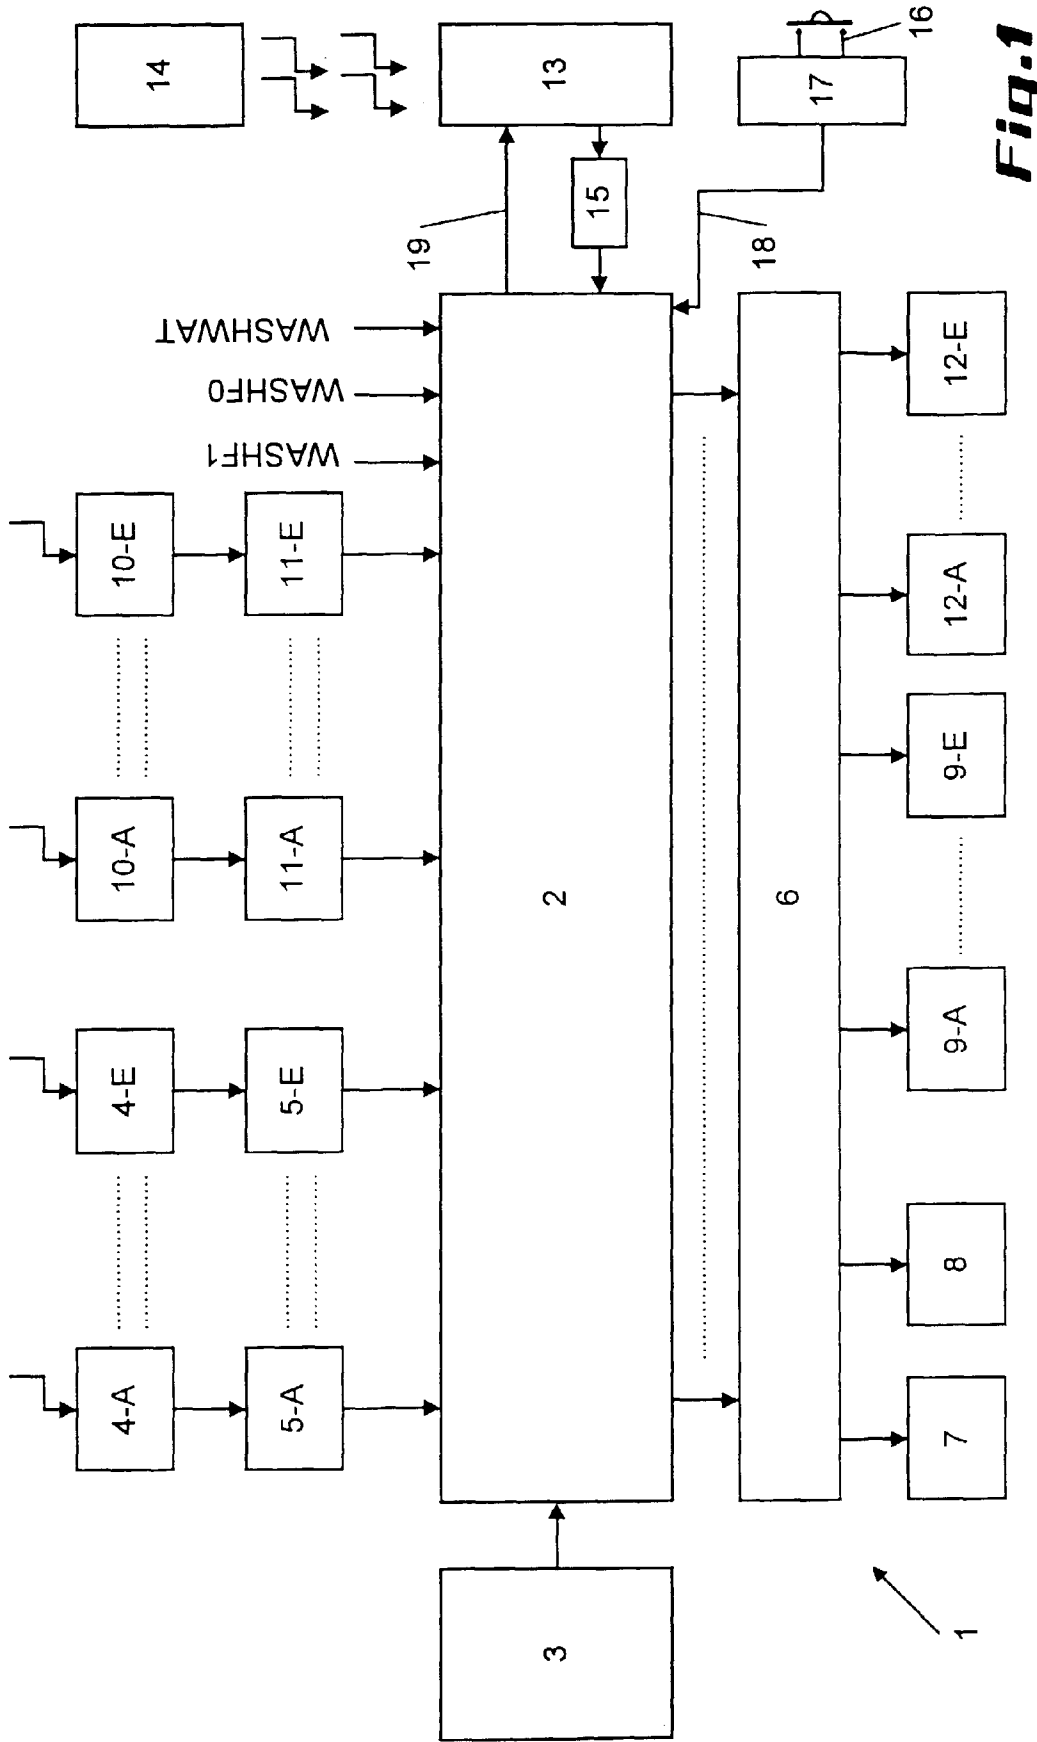 14
13
16
17
15
19
18
WASHWAT
WASHF0
WASHF1
10-E
11-E
12-E
10-A
11-A
12-A
2
6
9-E
4-E
5-E
9-A
8
4-A
5-A
7
3
1
Fig.1